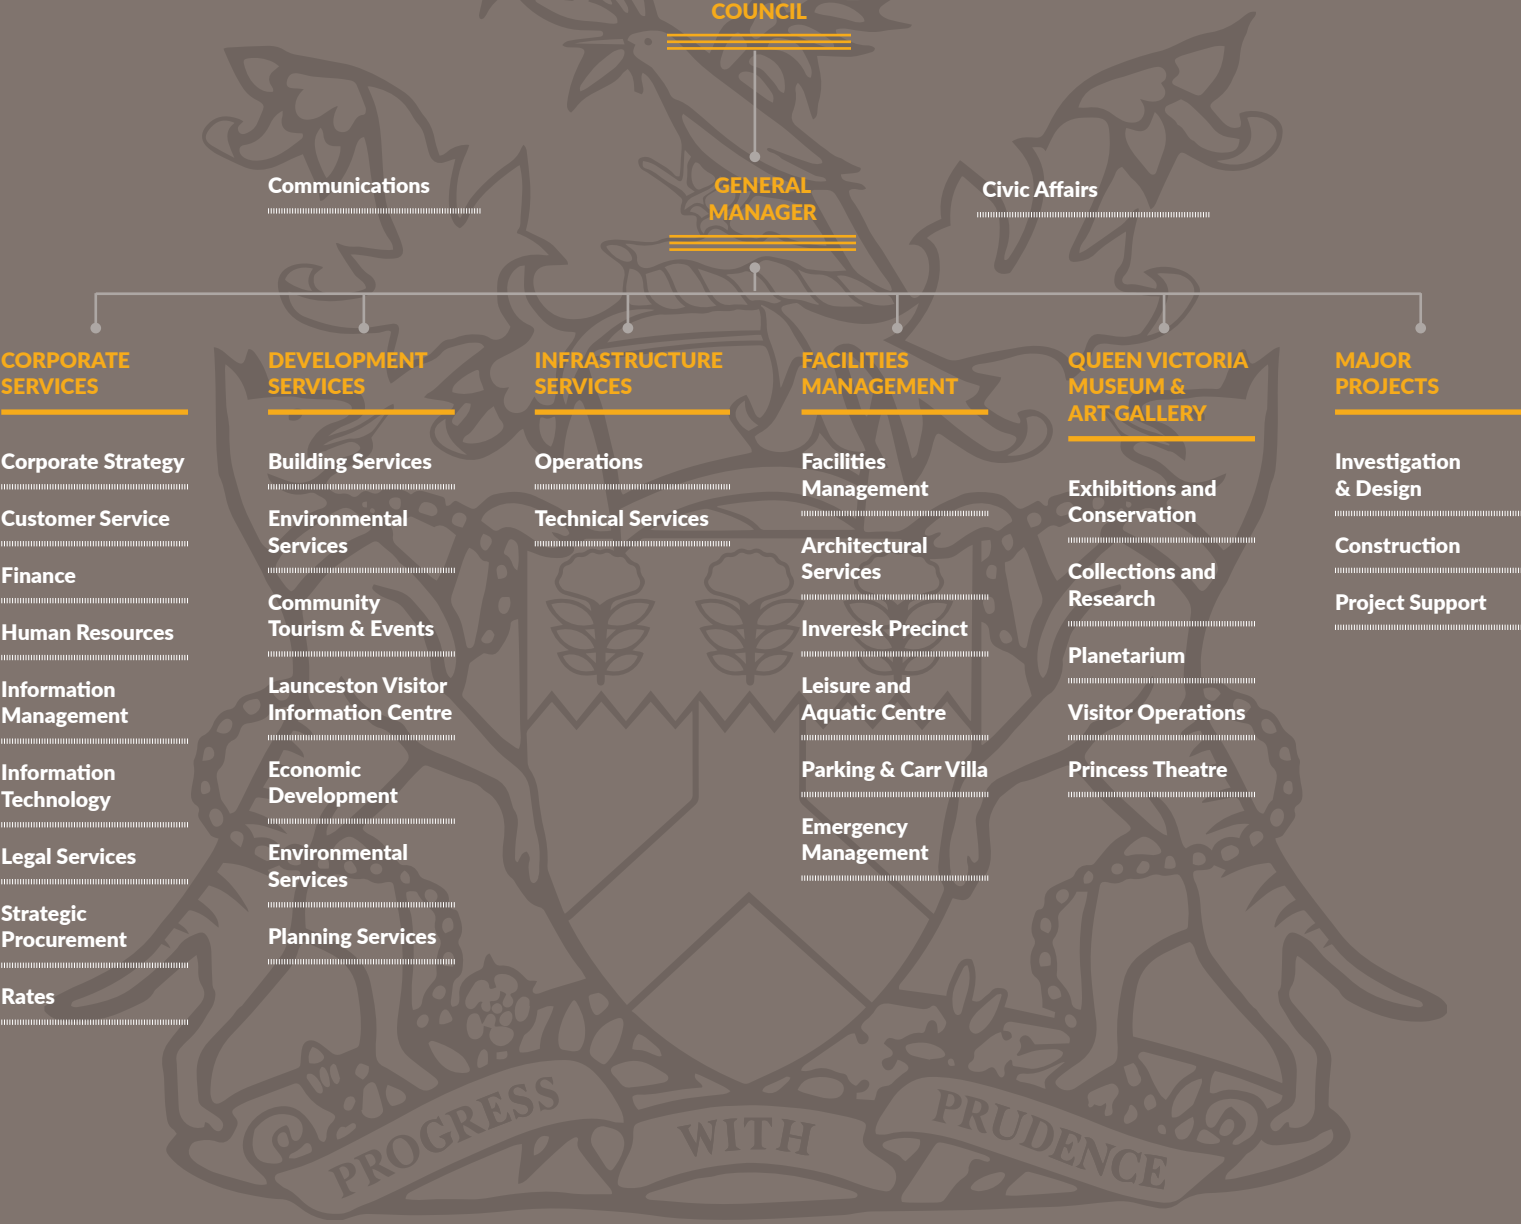 COUNCIL
Communications
GENERAL
MANAGER
Civic Affairs
CORPORATE
SERVICES
Corporate Strategy
Customer Service
Finance
Human Resources
Information
Management
Information
Technology
Legal Services
Strategic
Procurement
Rates
DEVELOPMENT
SERVICES
Building Services
Environmental
Services
Community
Tourism & Events
Launceston Visitor
Information Centre
Economic
Development
Environmental
Services
Planning Services
INFRASTRUCTURE
SERVICES
Operations
Technical Services
FACILITIES
MANAGEMENT
Facilities
Management
Architectural
Services
Inveresk Precinct
Leisure and
Aquatic Centre
Parking & Carr Villa
Emergency
Management
QUEEN VICTORIA
MUSEUM &
ART GALLERY
Exhibitions and
Conservation
Collections and
Research
Planetarium
Visitor Operations
Princess Theatre
MAJOR
PROJECTS
Investigation
& Design
Construction
Project Support
PROGRESS WITH PRUDENCE